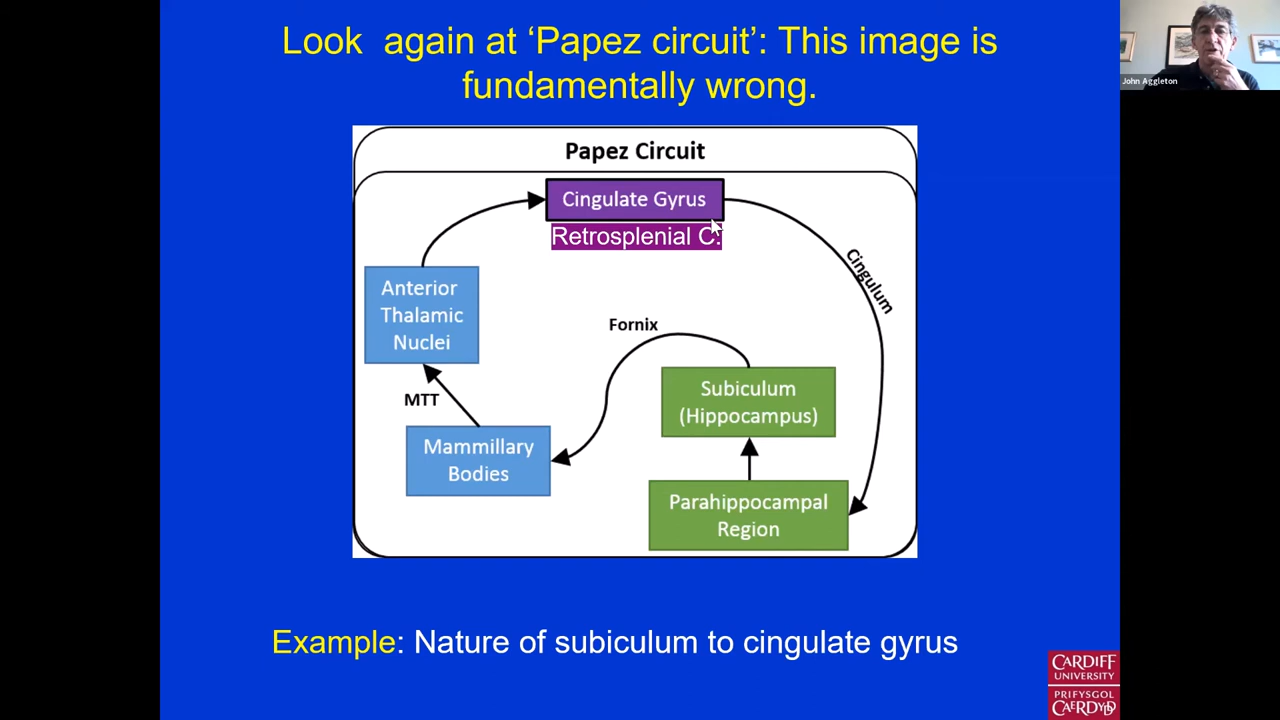 Look again at ‘Papez circuit’: This image is
fundamentally wrong.
John Aggleton
Papez Circuit
Cingulate Gyrus
Retrosplenial C.
Cingulum
Anterior
Thalamic
Nuclei
Fornix
Subiculum
(Hippocampus)
MTT
Mammillary
Bodies
Parahippocampal
Region
Example: Nature of subiculum to cingulate gyrus
CARDIFF
UNIVERSITY
PRIFYSGOL
CAERDYDD